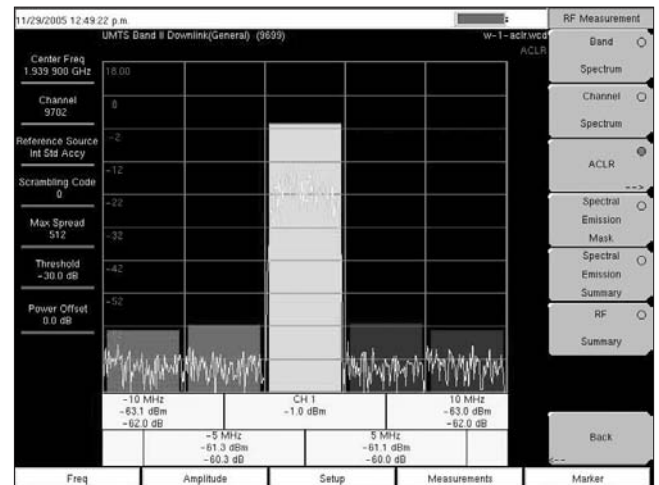 11/29/2005 12:49:22 p.m.
RF Measurement
UMTS Band II Downlink(General) (9699)
w-1-aclr.wcd
ACLR
Center Freq
1.939 900 GHz
Channel
9702
Reference Source
Int Std Accy
Scrambling Code
0
Max Spread
512
Threshold
-30.0 dB
Power Offset
0.0 dB
18.00
8
-2
-12
-22
-32
-42
-52
-10 MHz
-63.1 dBm
-62.0 dB
CH 1
-1.0 dBm
10 MHz
-63.0 dBm
-62.0 dB
-5 MHz
-61.3 dBm
-60.3 dB
5 MHz
-61.1 dBm
-60.0 dB
Band
Spectrum
Channel
Spectrum
ACLR
-->
Spectral
Emission
Mask
Spectral
Emission
Summary
RF
Summary
Back
<--
Freq
Amplitude
Setup
Measurements
Marker